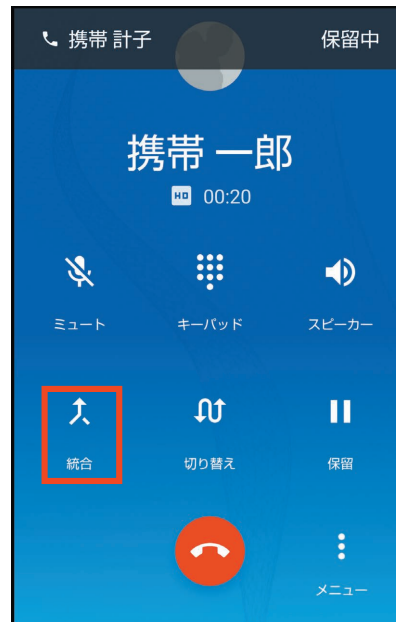 携帯 計子 保留中
携帯 一郎
HD 00:20
ミュート キーパッド スピーカー
統合 切り替え 保留
メニュー